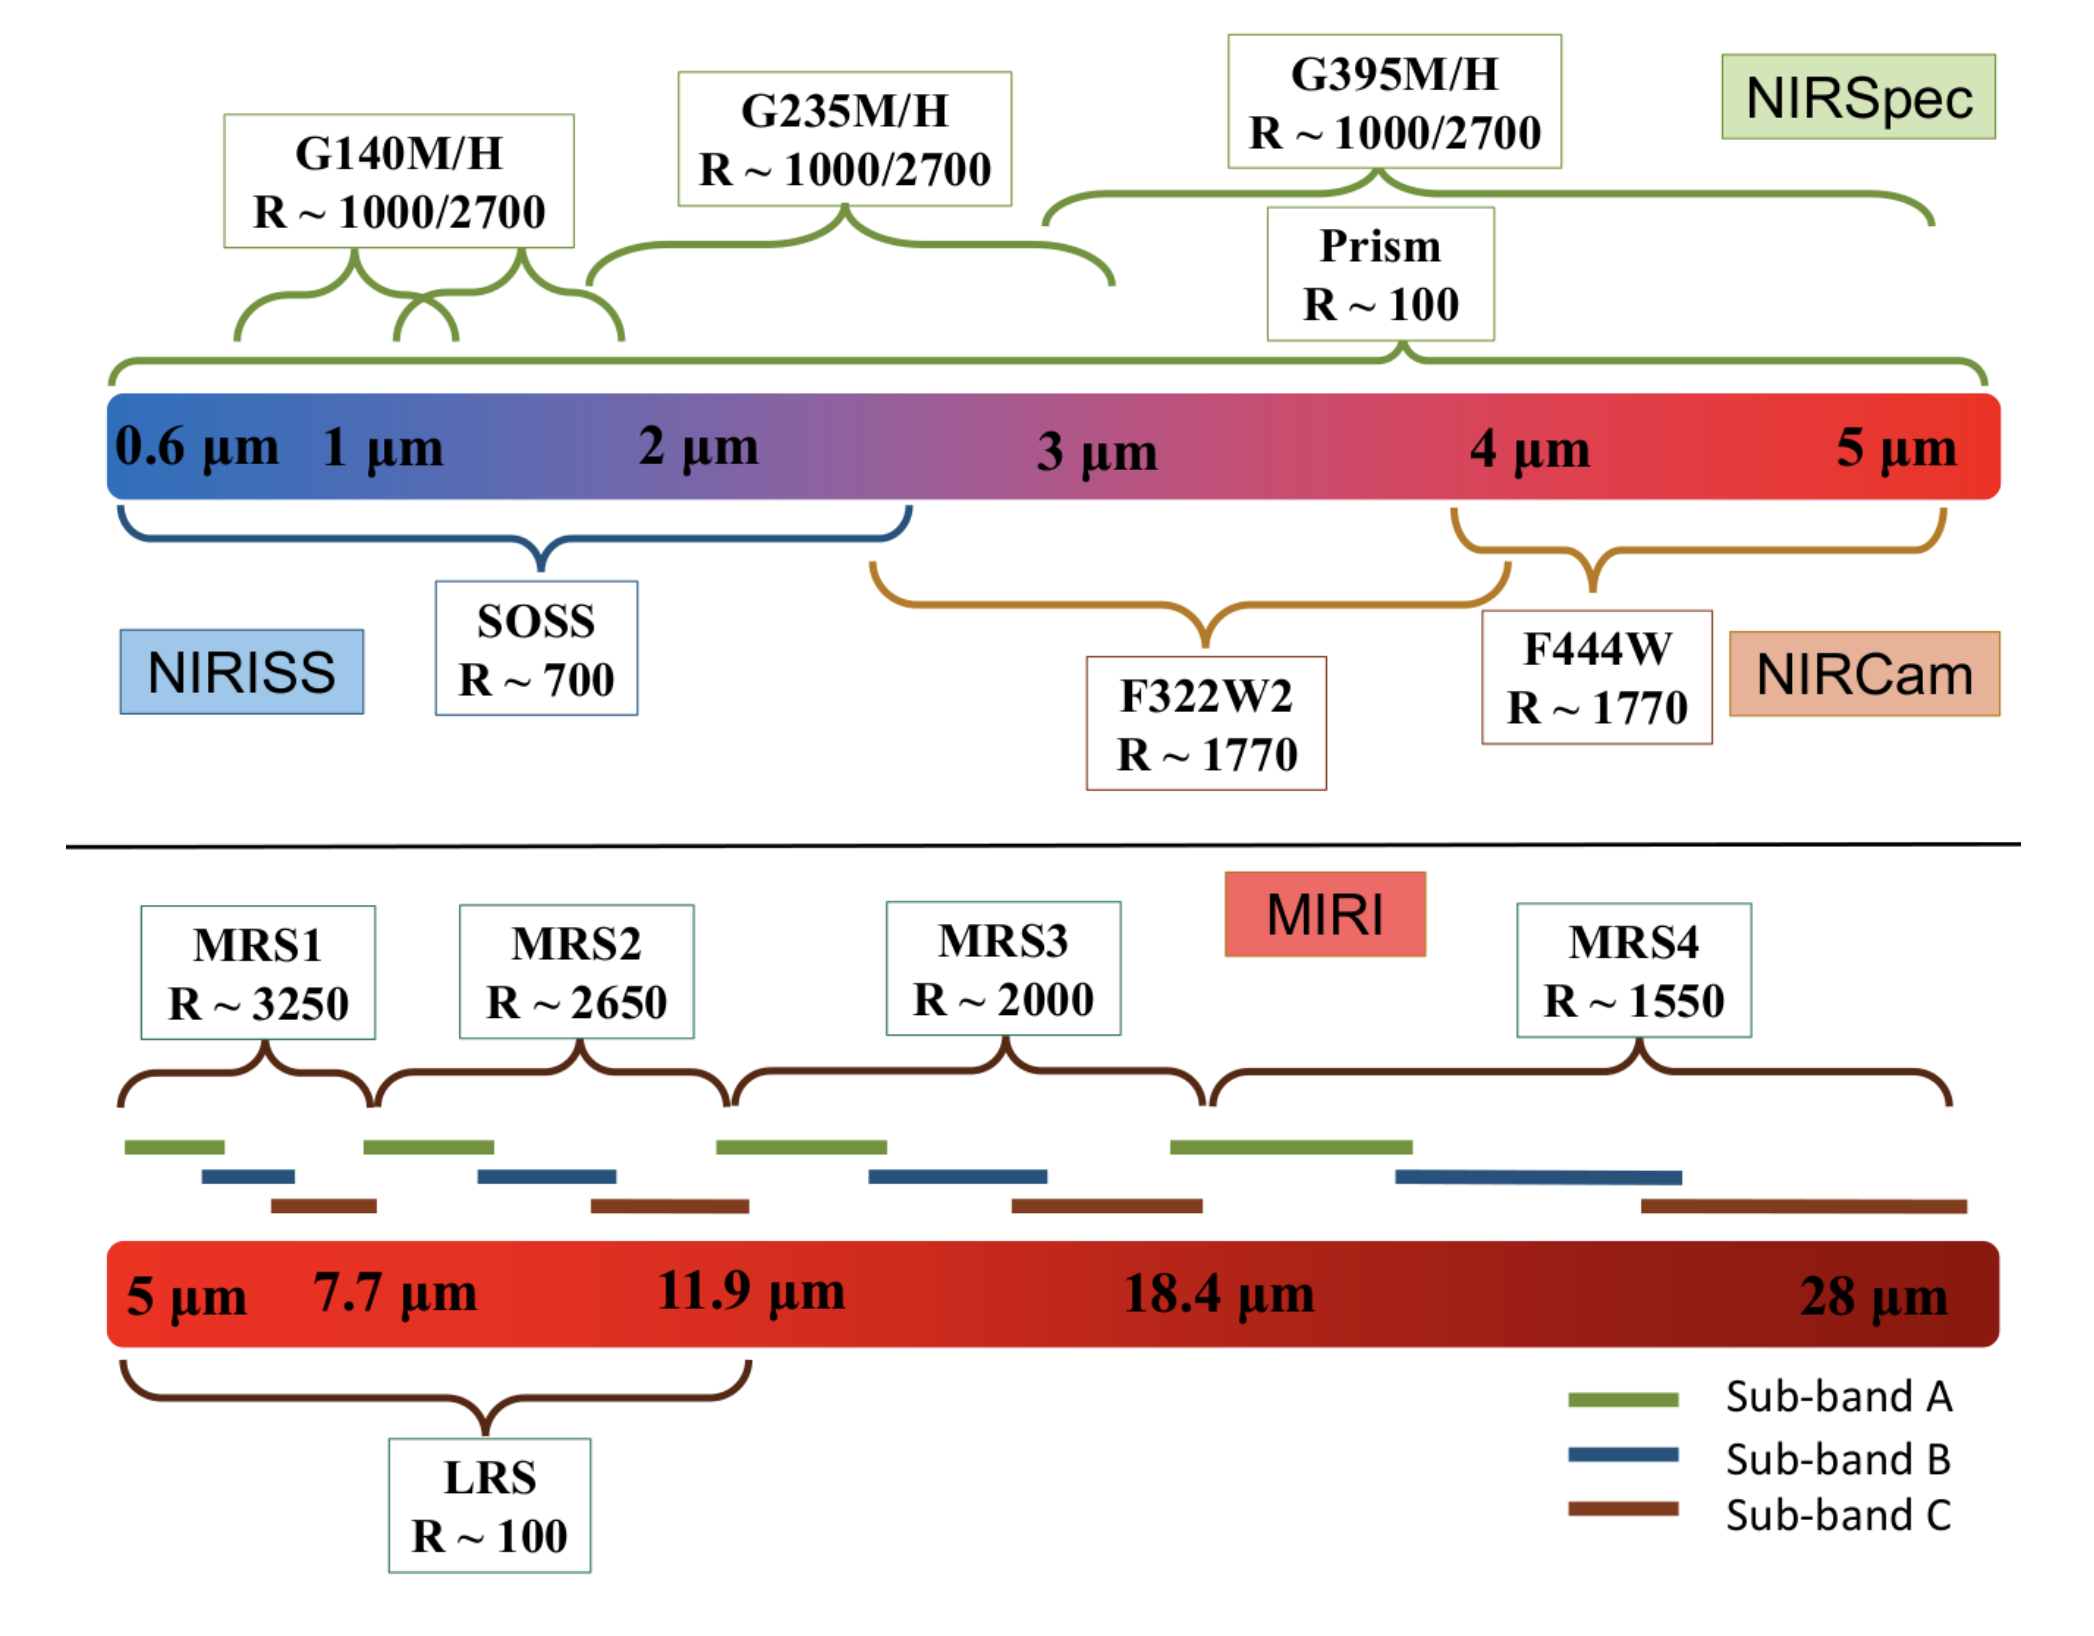 G140M/H
R ~ 1000/2700
G235M/H
R ~ 1000/2700
G395M/H
R ~ 1000/2700
NIRSpec
Prism
R ~ 100
0.6 μm 1 μm 2 μm 3 μm 4 μm 5 μm
NIRISS
SOSS
R ~ 700
F322W2
R ~ 1770
F444W
R ~ 1770
NIRCam
MIRI
MRS1
R ~ 3250
MRS2
R ~ 2650
MRS3
R ~ 2000
MRS4
R ~ 1550
5 μm 7.7 μm 11.9 μm 18.4 μm 28 μm
LRS
R ~ 100
Sub-band A
Sub-band B
Sub-band C